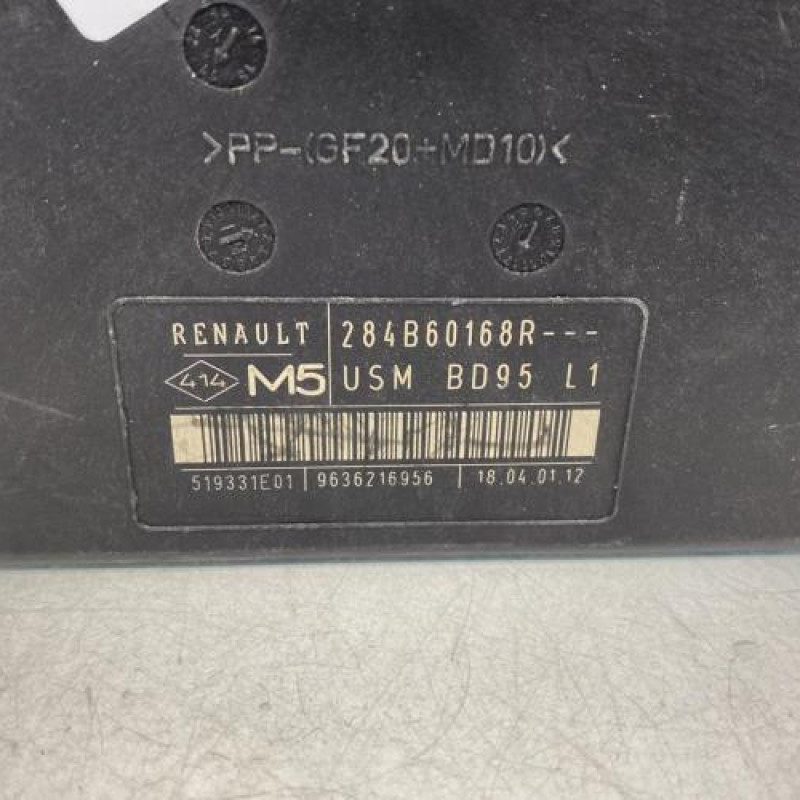 >PP-(GF20+MD10)<
RENAULT 284B60168R---
414 M5 USM BD95 L1
519331E01 9636216956 18.04.01.12